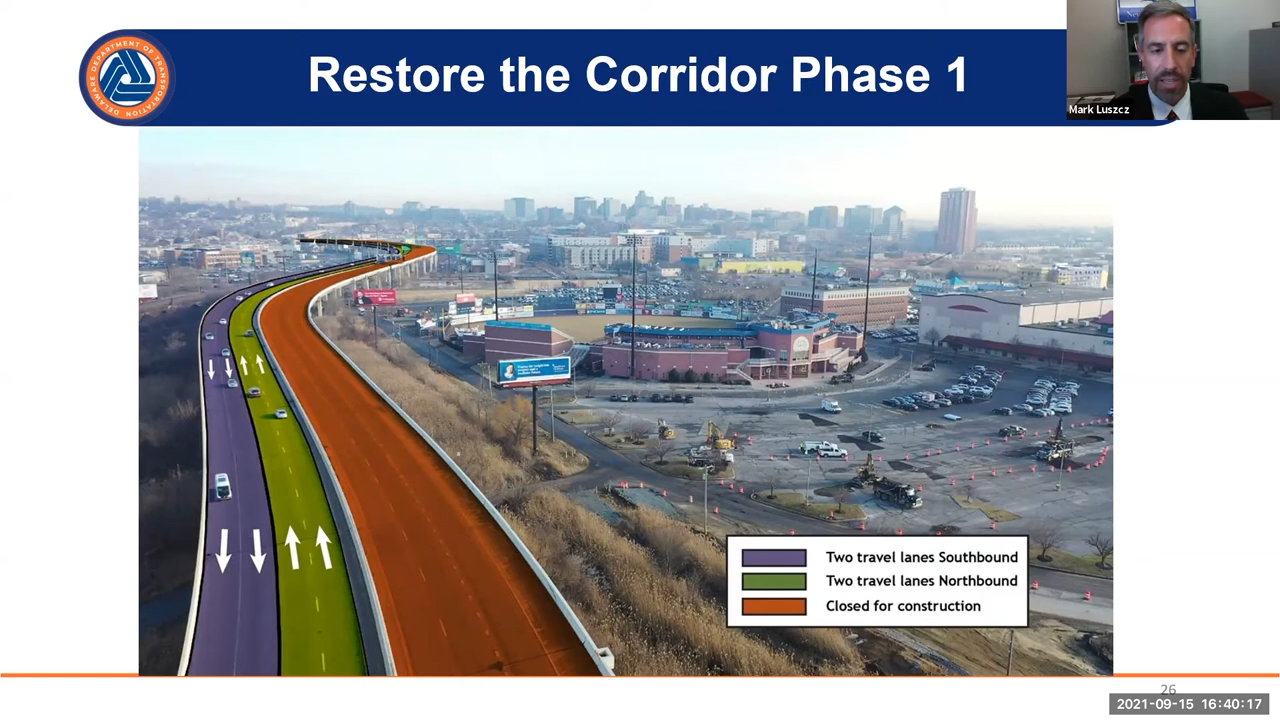 DELAWARE DEPARTMENT OF TRANSPORTATION
Restore the Corridor Phase 1
Mark Luszcz
Two travel lanes Southbound
Two travel lanes Northbound
Closed for construction
26
2021-09-15 16:40:17